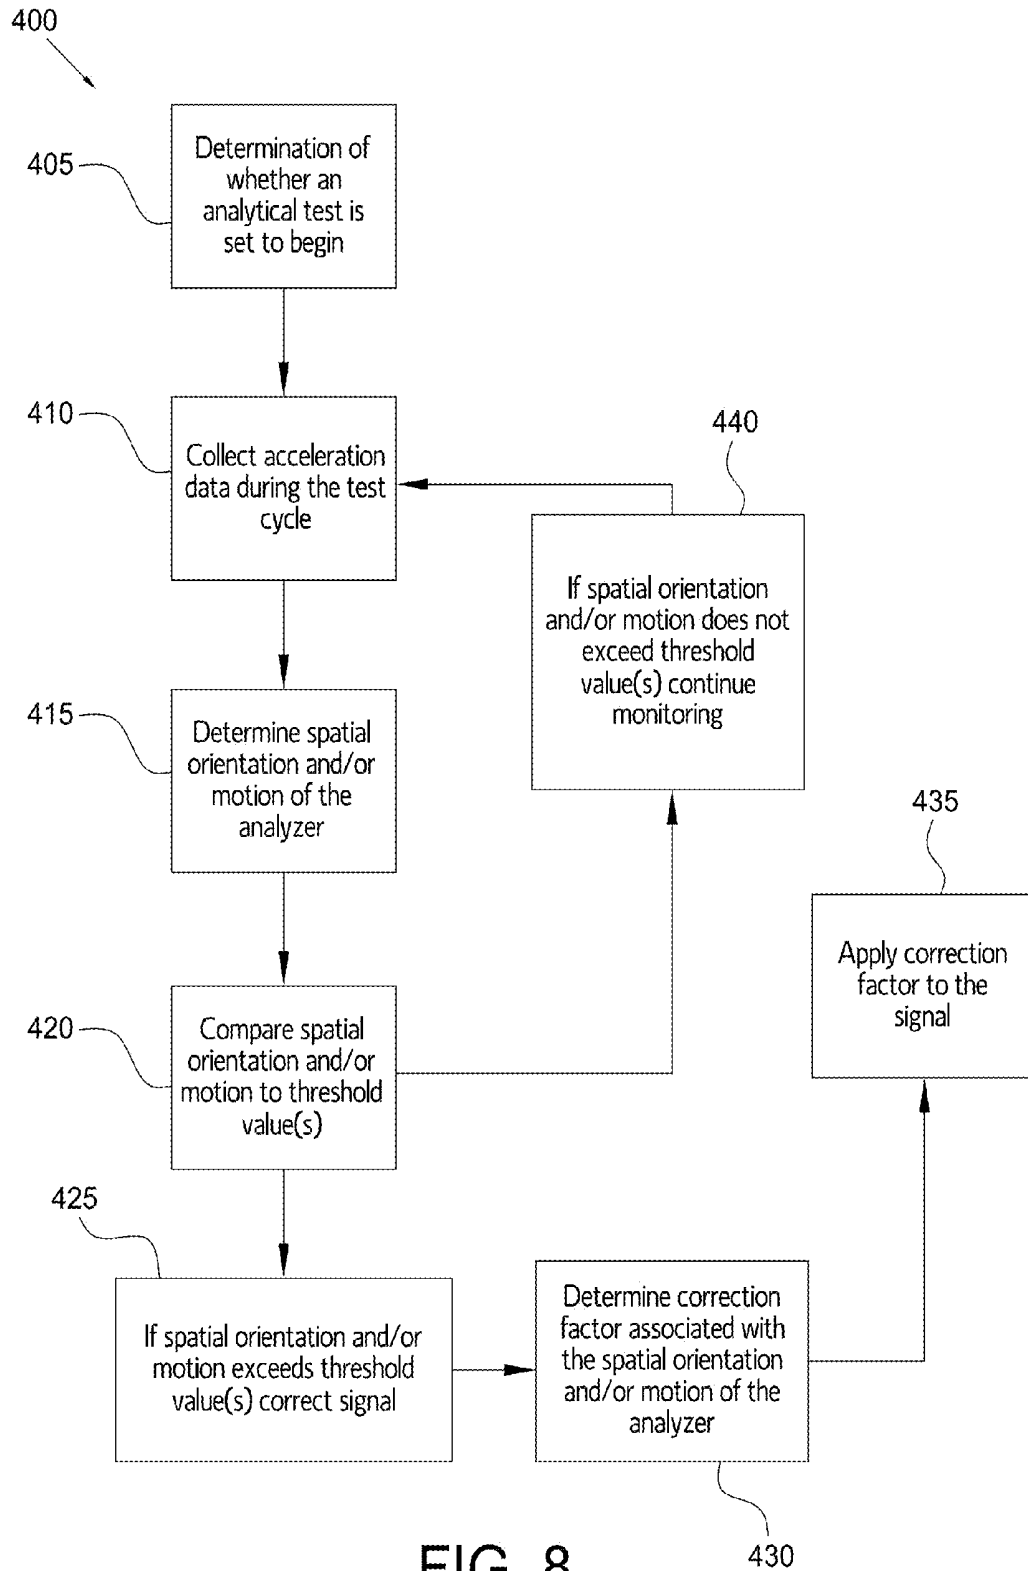 400
405
Determination of
whether an
analytical test is
set to begin
410
Collect acceleration
data during the test
cycle
440
If spatial orientation
and/or motion does not
exceed threshold
value(s) continue
monitoring
415
Determine spatial
orientation and/or
motion of the
analyzer
435
Apply correction
factor to the
signal
420
Compare spatial
orientation and/or
motion to threshold
value(s)
425
If spatial orientation and/or
motion exceeds threshold
value(s) correct signal
Determine correction
factor associated with
the spatial orientation
and/or motion of the
analyzer
430
FIG. 8